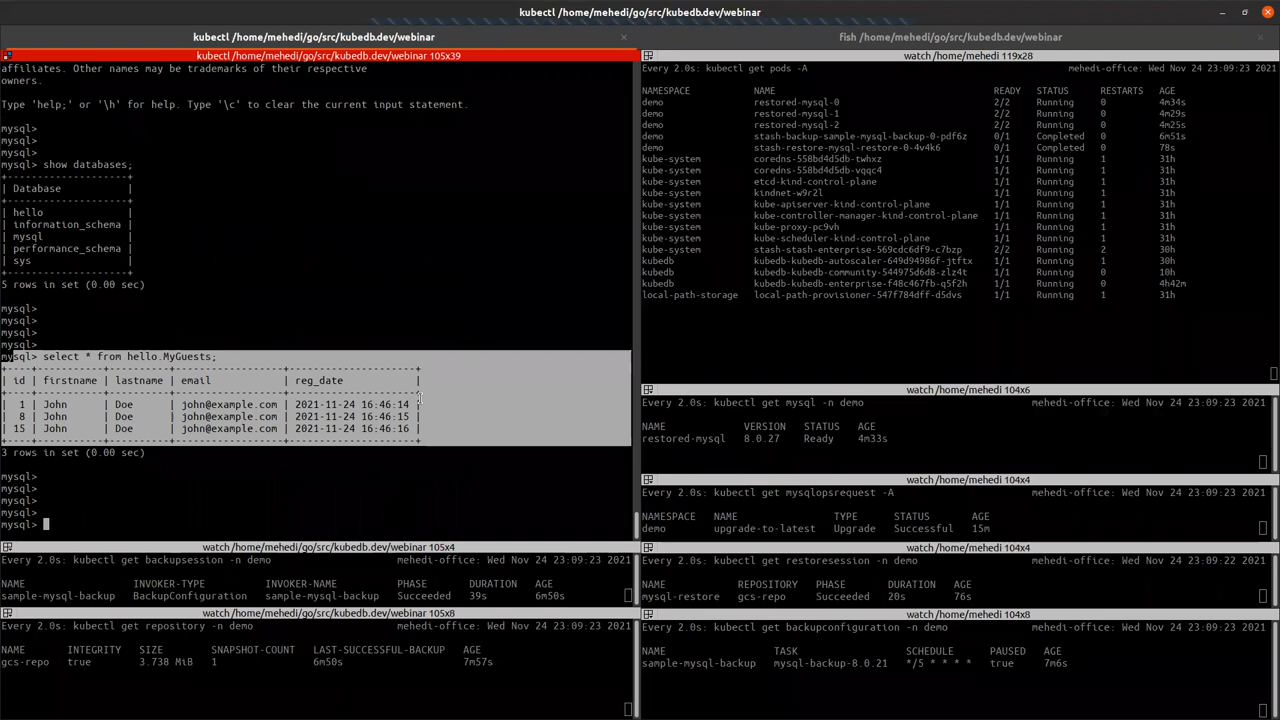 kubectl /home/mehedi/go/src/kubedb.dev/webinar
kubectl /home/mehedi/go/src/kubedb.dev/webinar
fish /home/mehedi/go/src/kubedb.dev/webinar
kubectl /home/mehedi/go/src/kubedb.dev/webinar 105x39
affiliates. Other names may be trademarks of their respective
owners.
Type 'help;' or '\h' for help. Type '\c' to clear the current input statement.
mysql>
mysql>
mysql>
mysql> show databases;
+--------------------+
| Database           |
+--------------------+
| hello              |
| information_schema |
| mysql              |
| performance_schema |
| sys                |
+--------------------+
5 rows in set (0.00 sec)
mysql>
mysql>
mysql>
mysql>
mysql> select * from hello.MyGuests;
+----+-----------+----------+------------------+---------------------+
| id | firstname | lastname | email            | reg_date            |
+----+-----------+----------+------------------+---------------------+
|  1 | John      | Doe      | john@example.com | 2021-11-24 16:46:14 |
|  8 | John      | Doe      | john@example.com | 2021-11-24 16:46:15 |
| 15 | John      | Doe      | john@example.com | 2021-11-24 16:46:16 |
+----+-----------+----------+------------------+---------------------+
3 rows in set (0.00 sec)
mysql>
mysql>
mysql>
mysql>
mysql>
watch /home/mehedi/go/src/kubedb.dev/webinar 105x4
Every 2.0s: kubectl get backupsession -n demo mehedi-office: Wed Nov 24 23:09:23 2021
NAME INVOKER-TYPE INVOKER-NAME PHASE DURATION AGE
sample-mysql-backup BackupConfiguration sample-mysql-backup Succeeded 39s 6m50s
watch /home/mehedi/go/src/kubedb.dev/webinar 105x8
Every 2.0s: kubectl get repository -n demo mehedi-office: Wed Nov 24 23:09:23 2021
NAME INTEGRITY SIZE SNAPSHOT-COUNT LAST-SUCCESSFUL-BACKUP AGE
gcs-repo true 3.738 MiB 1 6m50s 7m57s
watch /home/mehedi 119x28
Every 2.0s: kubectl get pods -A mehedi-office: Wed Nov 24 23:09:23 2021
NAMESPACE NAME READY STATUS RESTARTS AGE
demo restored-mysql-0 2/2 Running 0 4m34s
demo restored-mysql-1 2/2 Running 0 4m29s
demo restored-mysql-2 2/2 Running 0 4m25s
demo stash-backup-sample-mysql-backup-0-pdf6z 0/1 Completed 0 6m51s
demo stash-restore-mysql-restore-0-4v4k6 0/1 Completed 0 78s
kube-system coredns-558bd4d5db-twhxz 1/1 Running 1 31h
kube-system coredns-558bd4d5db-vqqc4 1/1 Running 1 31h
kube-system etcd-kind-control-plane 1/1 Running 1 31h
kube-system kindnet-w9r2l 1/1 Running 1 31h
kube-system kube-apiserver-kind-control-plane 1/1 Running 1 31h
kube-system kube-controller-manager-kind-control-plane 1/1 Running 1 31h
kube-system kube-proxy-pc9vh 1/1 Running 1 31h
kube-system kube-scheduler-kind-control-plane 1/1 Running 1 31h
kube-system stash-stash-enterprise-569cdc6df9-c7bzp 2/2 Running 2 30h
kubedb kubedb-kubedb-autoscaler-649d94986f-jtftx 1/1 Running 1 30h
kubedb kubedb-kubedb-community-544975d6d8-zlz4t 1/1 Running 0 10h
kubedb kubedb-kubedb-enterprise-f48c467fb-q5f2h 1/1 Running 0 4h42m
local-path-storage local-path-provisioner-547f784dff-d5dvs 1/1 Running 1 31h
watch /home/mehedi 104x6
Every 2.0s: kubectl get mysql -n demo mehedi-office: Wed Nov 24 23:09:23 2021
NAME VERSION STATUS AGE
restored-mysql 8.0.27 Ready 4m33s
watch /home/mehedi 104x4
Every 2.0s: kubectl get mysqlopsrequest -A mehedi-office: Wed Nov 24 23:09:23 2021
NAMESPACE NAME TYPE STATUS AGE
demo upgrade-to-latest Upgrade Successful 15m
watch /home/mehedi 104x4
Every 2.0s: kubectl get restoresession -n demo mehedi-office: Wed Nov 24 23:09:22 2021
NAME REPOSITORY PHASE DURATION AGE
mysql-restore gcs-repo Succeeded 20s 76s
watch /home/mehedi 104x8
Every 2.0s: kubectl get backupconfiguration -n demo mehedi-office: Wed Nov 24 23:09:23 2021
NAME TASK SCHEDULE PAUSED AGE
sample-mysql-backup mysql-backup-8.0.21 */5 * * * * true 7m6s